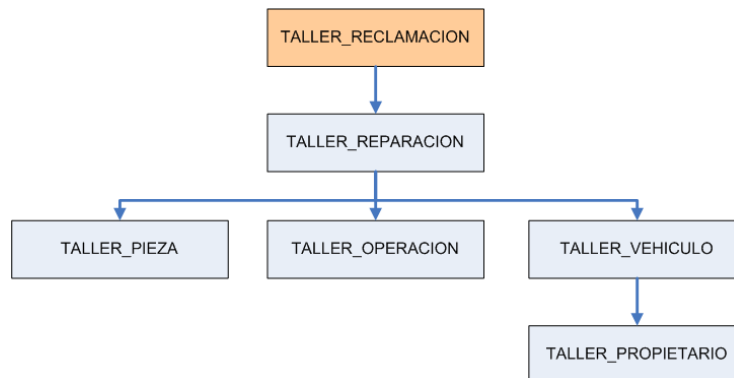 TALLER_RECLAMACION
TALLER_REPARACION
TALLER_PIEZA
TALLER_OPERACION
TALLER_VEHICULO
TALLER_PROPIETARIO